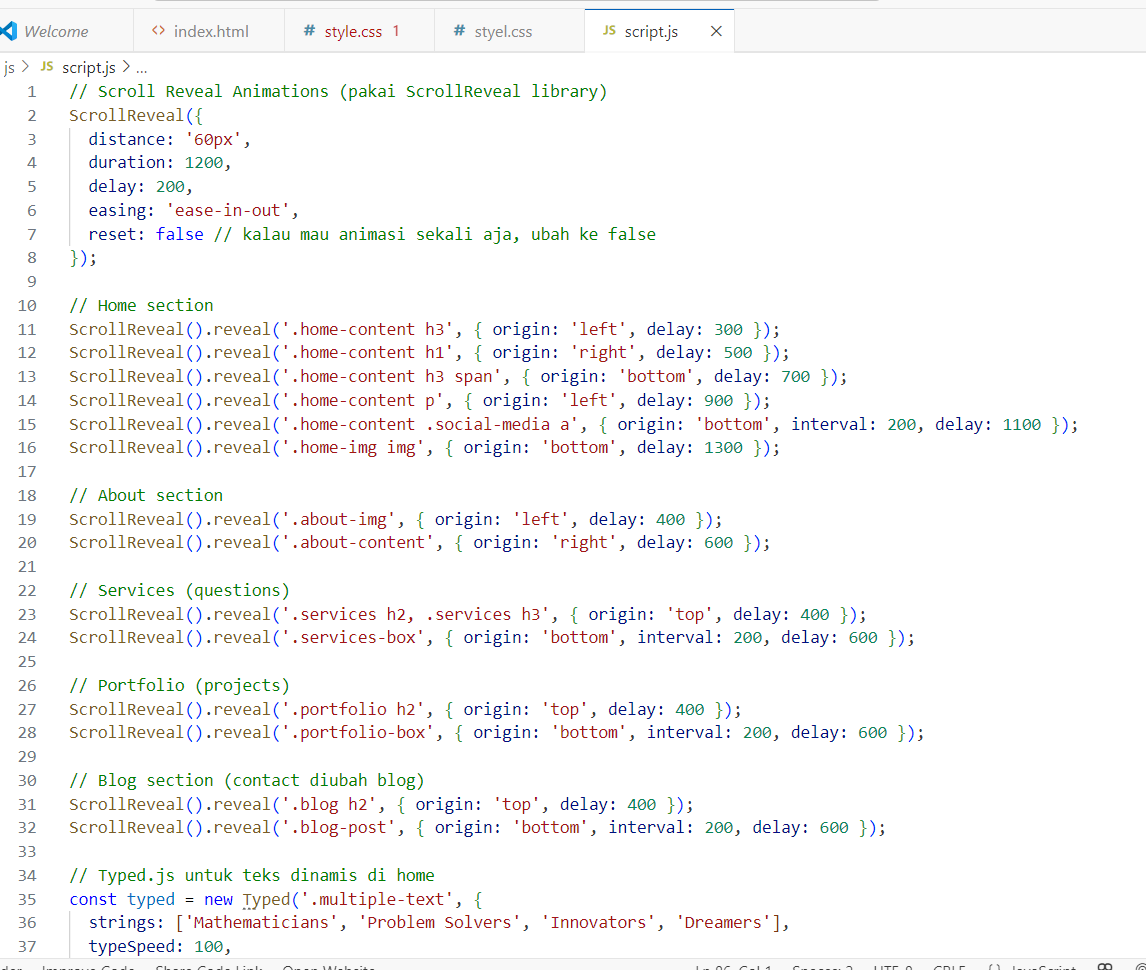 Welcome
<> index.html
# style.css 1
# styel.css
JS script.js ×
js > JS script.js > ...
1 // Scroll Reveal Animations (pakai ScrollReveal library)
2 ScrollReveal({
3   distance: '60px',
4   duration: 1200,
5   delay: 200,
6   easing: 'ease-in-out',
7   reset: false // kalau mau animasi sekali aja, ubah ke false
8 });
9
10 // Home section
11 ScrollReveal().reveal('.home-content h3', { origin: 'left', delay: 300 });
12 ScrollReveal().reveal('.home-content h1', { origin: 'right', delay: 500 });
13 ScrollReveal().reveal('.home-content h3 span', { origin: 'bottom', delay: 700 });
14 ScrollReveal().reveal('.home-content p', { origin: 'left', delay: 900 });
15 ScrollReveal().reveal('.home-content .social-media a', { origin: 'bottom', interval: 200, delay: 1100 });
16 ScrollReveal().reveal('.home-img img', { origin: 'bottom', delay: 1300 });
17
18 // About section
19 ScrollReveal().reveal('.about-img', { origin: 'left', delay: 400 });
20 ScrollReveal().reveal('.about-content', { origin: 'right', delay: 600 });
21
22 // Services (questions)
23 ScrollReveal().reveal('.services h2, .services h3', { origin: 'top', delay: 400 });
24 ScrollReveal().reveal('.services-box', { origin: 'bottom', interval: 200, delay: 600 });
25
26 // Portfolio (projects)
27 ScrollReveal().reveal('.portfolio h2', { origin: 'top', delay: 400 });
28 ScrollReveal().reveal('.portfolio-box', { origin: 'bottom', interval: 200, delay: 600 });
29
30 // Blog section (contact diubah blog)
31 ScrollReveal().reveal('.blog h2', { origin: 'top', delay: 400 });
32 ScrollReveal().reveal('.blog-post', { origin: 'bottom', interval: 200, delay: 600 });
33
34 // Typed.js untuk teks dinamis di home
35 const typed = new Typed('.multiple-text', {
36   strings: ['Mathematicians', 'Problem Solvers', 'Innovators', 'Dreamers'],
37   typeSpeed: 100,